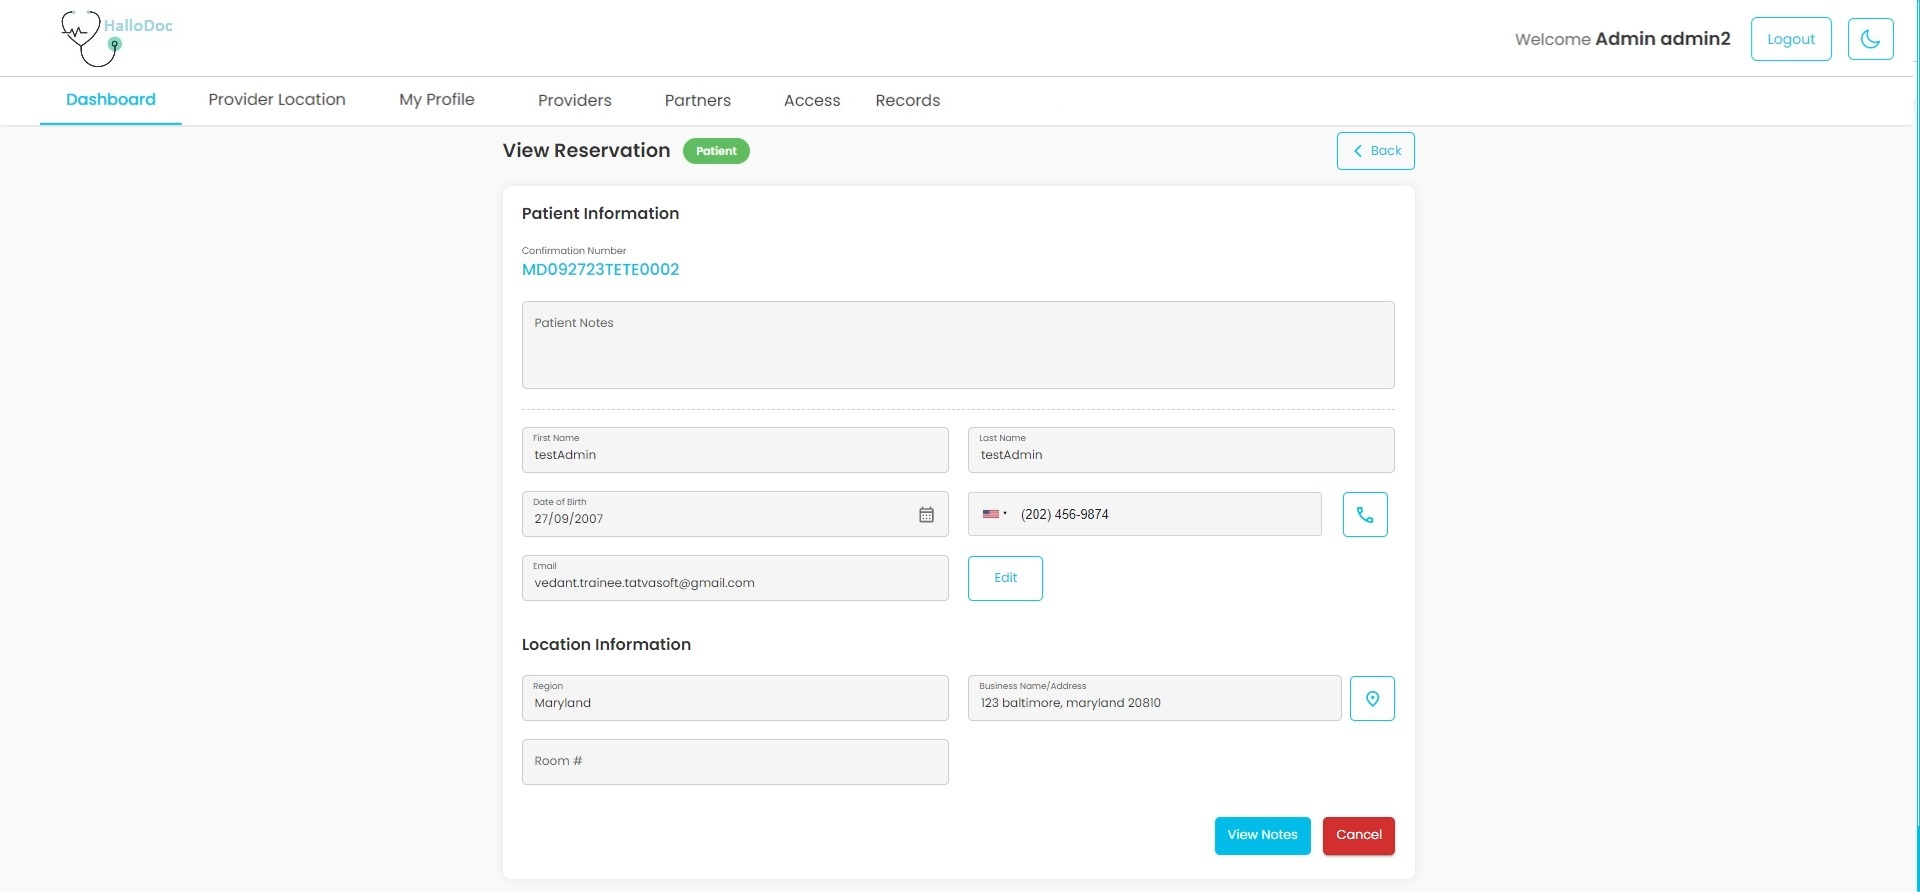 HalloDoc
Welcome Admin admin2
Logout
Dashboard Provider Location My Profile Providers Partners Access Records
View Reservation Patient
Back
Patient Information
Confirmation Number
MD092723TETE0002
Patient Notes
First Name
testAdmin
Last Name
testAdmin
Date of Birth
27/09/2007
(202) 456-9874
Email
vedant.trainee.tatvasoft@gmail.com
Edit
Location Information
Region
Maryland
Business Name/Address
123 baltimore, maryland 20810
Room #
View Notes
Cancel